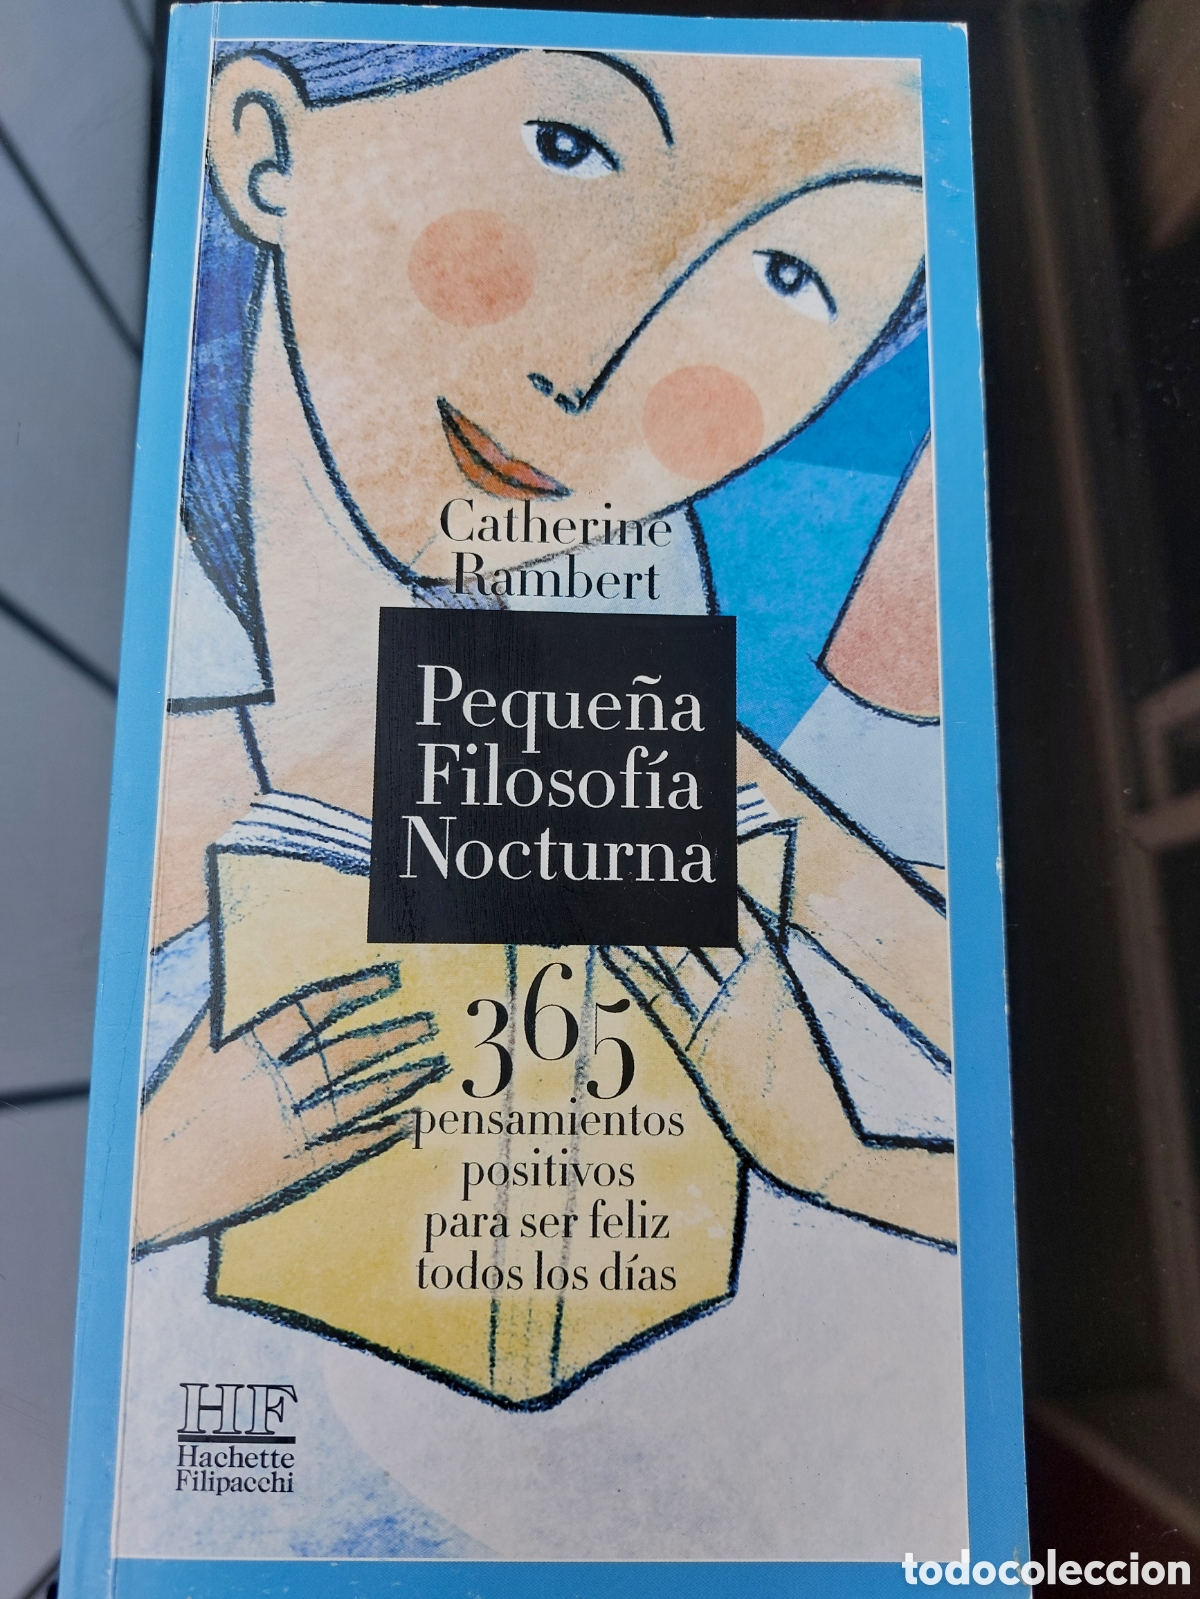 Catherine
Rambert
Pequeña
Filosofía
Nocturna
365
pensamientos
positivos
para ser feliz
todos los días
HF
Hachette
Filipacchi
todocoleccion